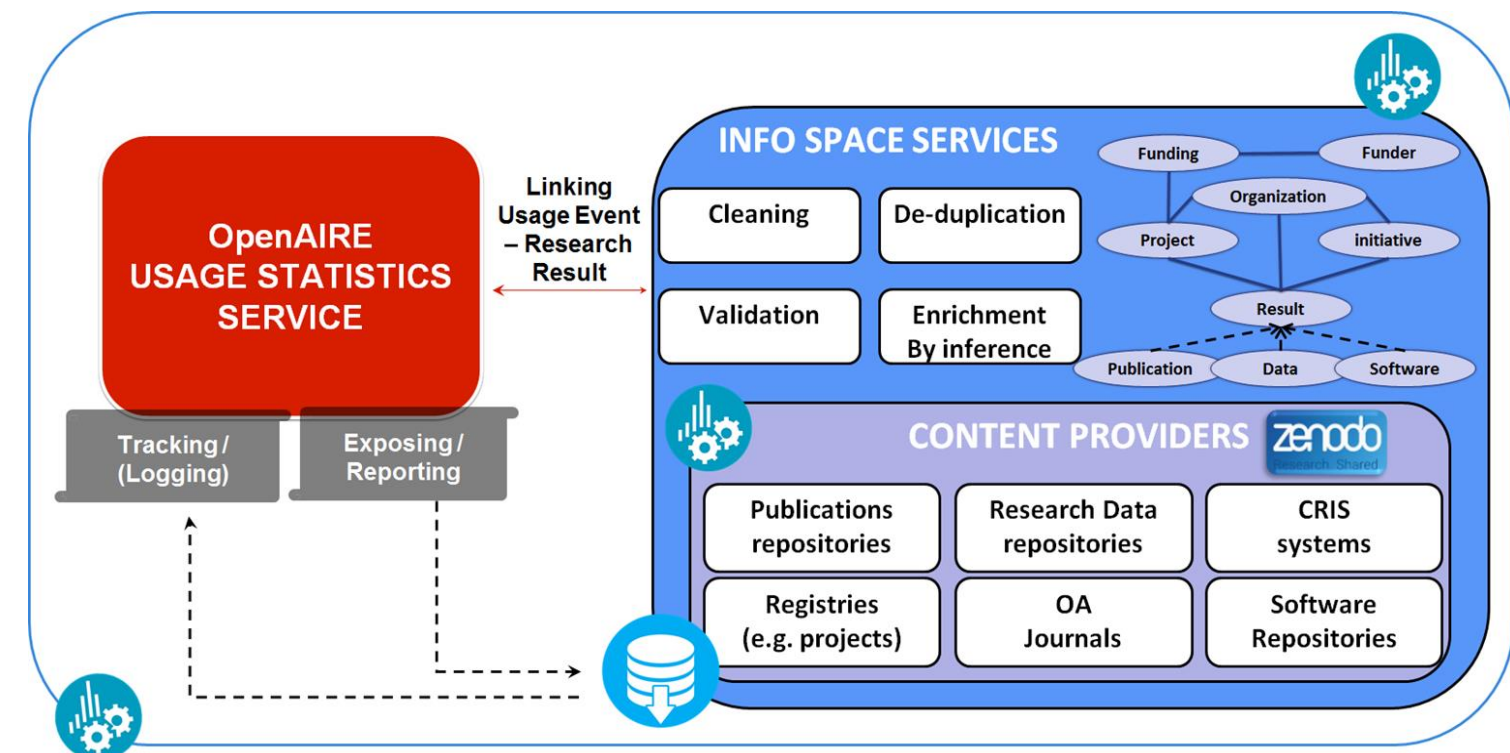 OpenAIRE
USAGE STATISTICS
SERVICE
Tracking /
(Logging)
Exposing /
Reporting
Linking
Usage Event
– Research
Result
INFO SPACE SERVICES
Cleaning
De-duplication
Validation
Enrichment
By inference
Funding
Funder
Organization
Project
initiative
Result
Publication
Data
Software
CONTENT PROVIDERS
zenodo
Research. Shared
Publications
repositories
Research Data
repositories
CRIS
systems
Registries
(e.g. projects)
OA
Journals
Software
Repositories